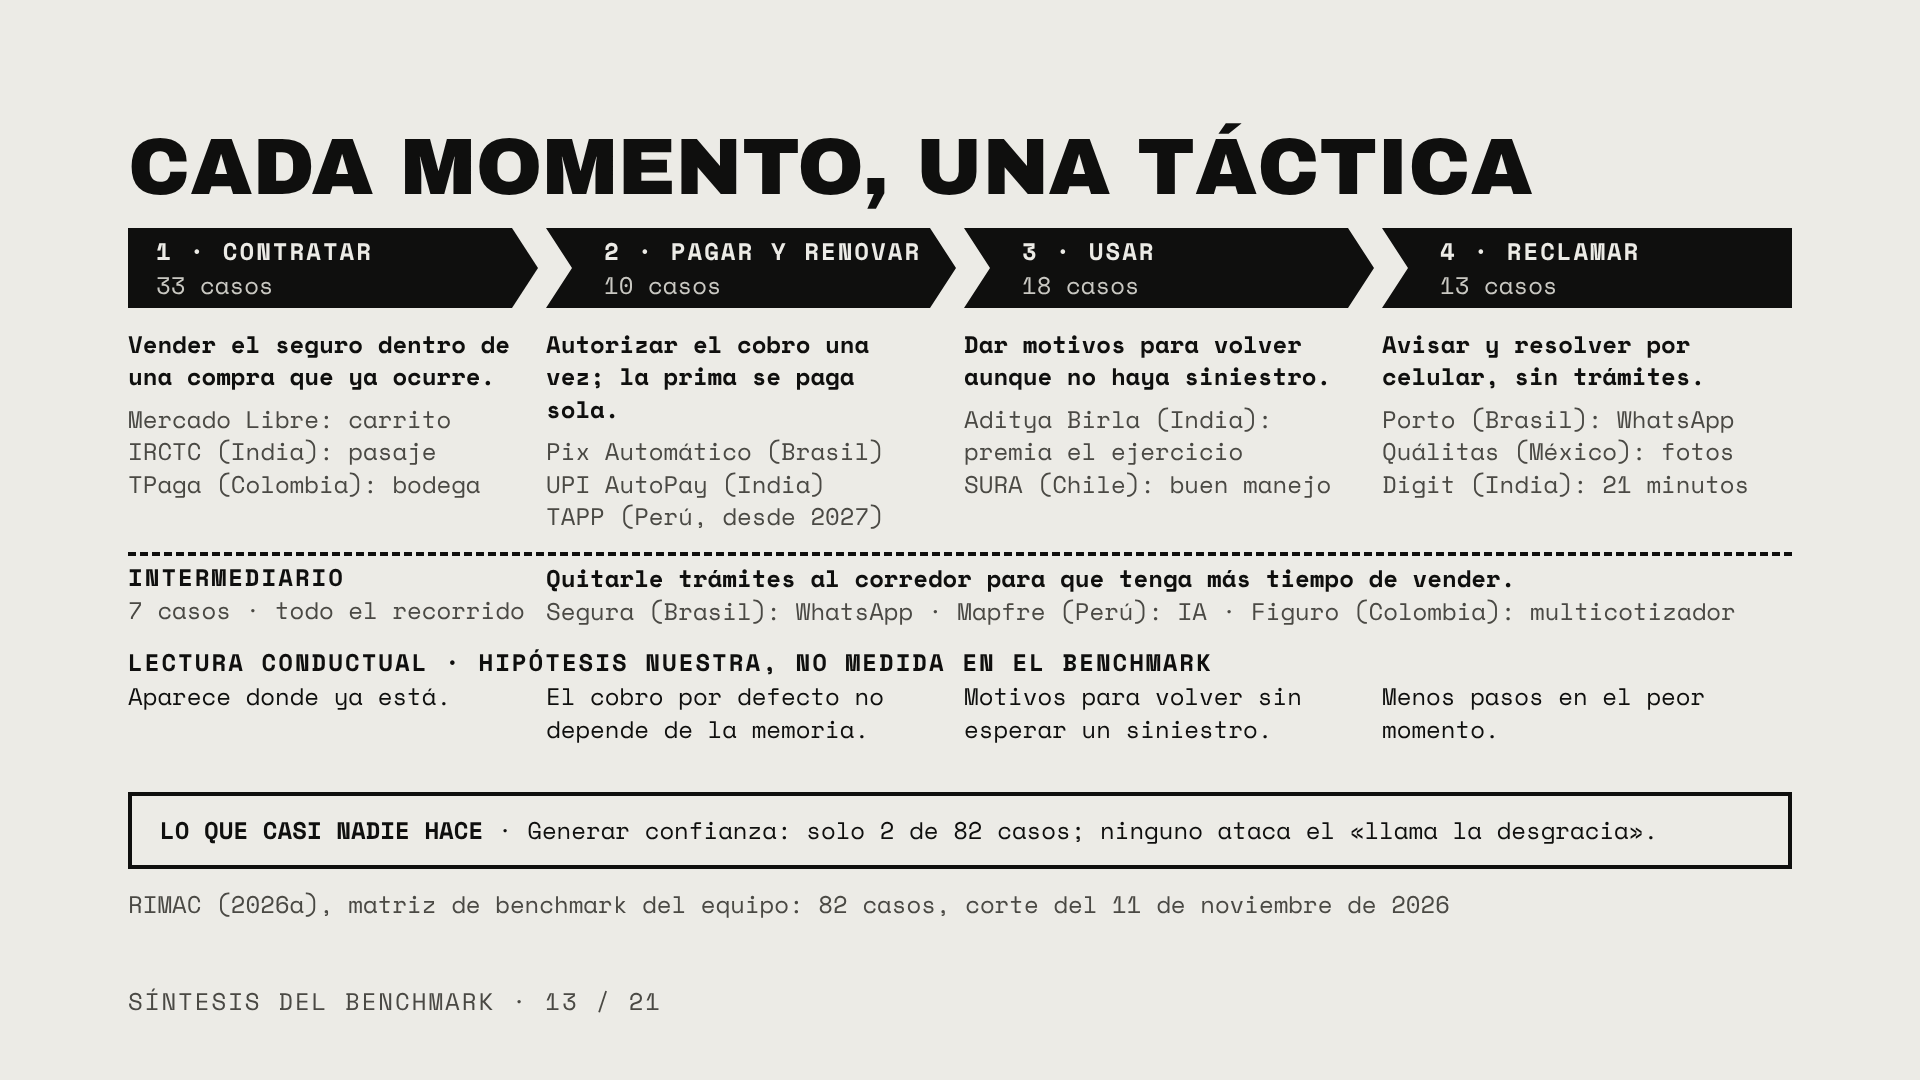 CADA MOMENTO, UNA TÁCTICA
1 · CONTRATAR
33 casos
2 · PAGAR Y RENOVAR
10 casos
3 · USAR
18 casos
4 · RECLAMAR
13 casos
Vender el seguro dentro de
una compra que ya ocurre.
Mercado Libre: carrito
IRCTC (India): pasaje
TPaga (Colombia): bodega
Autorizar el cobro una
vez; la prima se paga
sola.
Pix Automático (Brasil)
UPI AutoPay (India)
TAPP (Perú, desde 2027)
Dar motivos para volver
aunque no haya siniestro.
Aditya Birla (India):
premia el ejercicio
SURA (Chile): buen manejo
Avisar y resolver por
celular, sin trámites.
Porto (Brasil): WhatsApp
Quálitas (México): fotos
Digit (India): 21 minutos
INTERMEDIARIO
7 casos · todo el recorrido
Quitarle trámites al corredor para que tenga más tiempo de vender.
Segura (Brasil): WhatsApp · Mapfre (Perú): IA · Figuro (Colombia): multicotizador
LECTURA CONDUCTUAL · HIPÓTESIS NUESTRA, NO MEDIDA EN EL BENCHMARK
Aparece donde ya está.
El cobro por defecto no
depende de la memoria.
Motivos para volver sin
esperar un siniestro.
Menos pasos en el peor
momento.
LO QUE CASI NADIE HACE · Generar confianza: solo 2 de 82 casos; ninguno ataca el «llama la desgracia».
RIMAC (2026a), matriz de benchmark del equipo: 82 casos, corte del 11 de noviembre de 2026
SÍNTESIS DEL BENCHMARK · 13 / 21